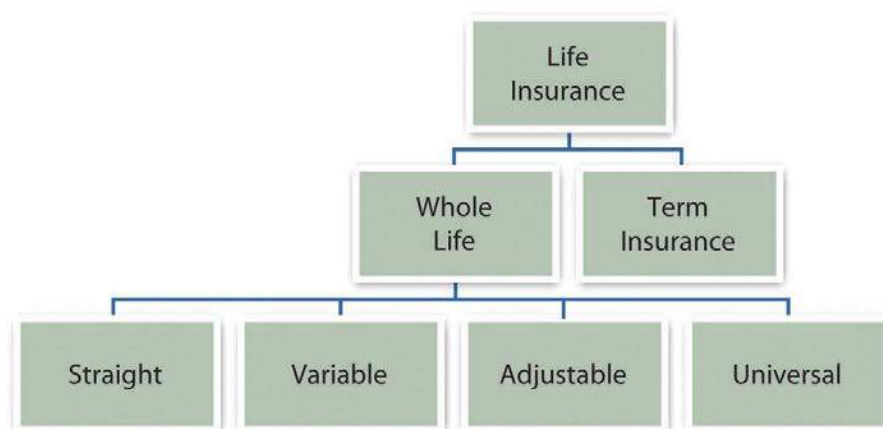 Life
Insurance
Whole
Life
Term
Insurance
Straight
Variable
Adjustable
Universal